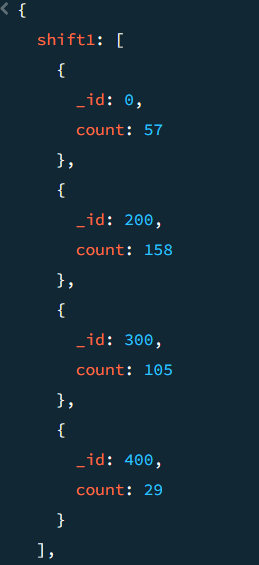 {
shift1: [
{
_id: 0,
count: 57
},
{
_id: 200,
count: 158
},
{
_id: 300,
count: 105
},
{
_id: 400,
count: 29
}
],